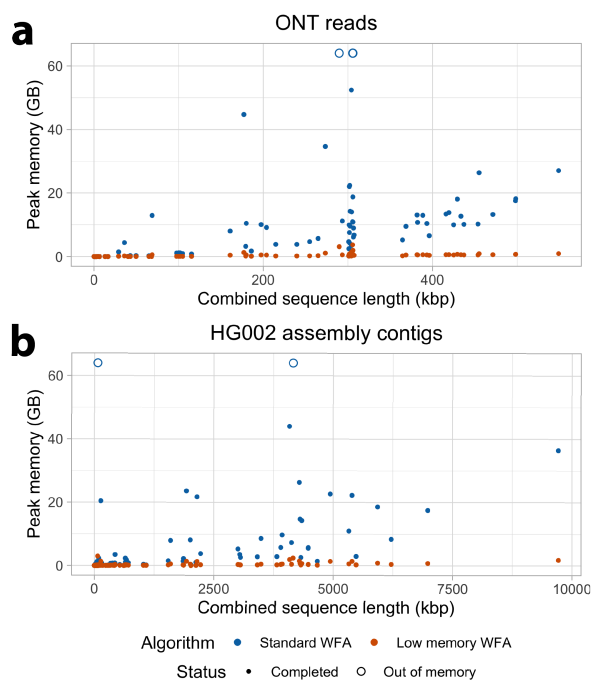 a
ONT reads
60
40
20
0
Peak memory (GB)
0 200 400
Combined sequence length (kbp)
b
HG002 assembly contigs
60
40
20
0
Peak memory (GB)
0 2500 5000 7500 10000
Combined sequence length (kbp)
Algorithm Standard WFA Low memory WFA
Status Completed Out of memory